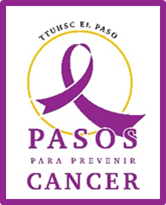 TTUHSC EL PASO
PASOS
PARA PREVENIR
CANCER